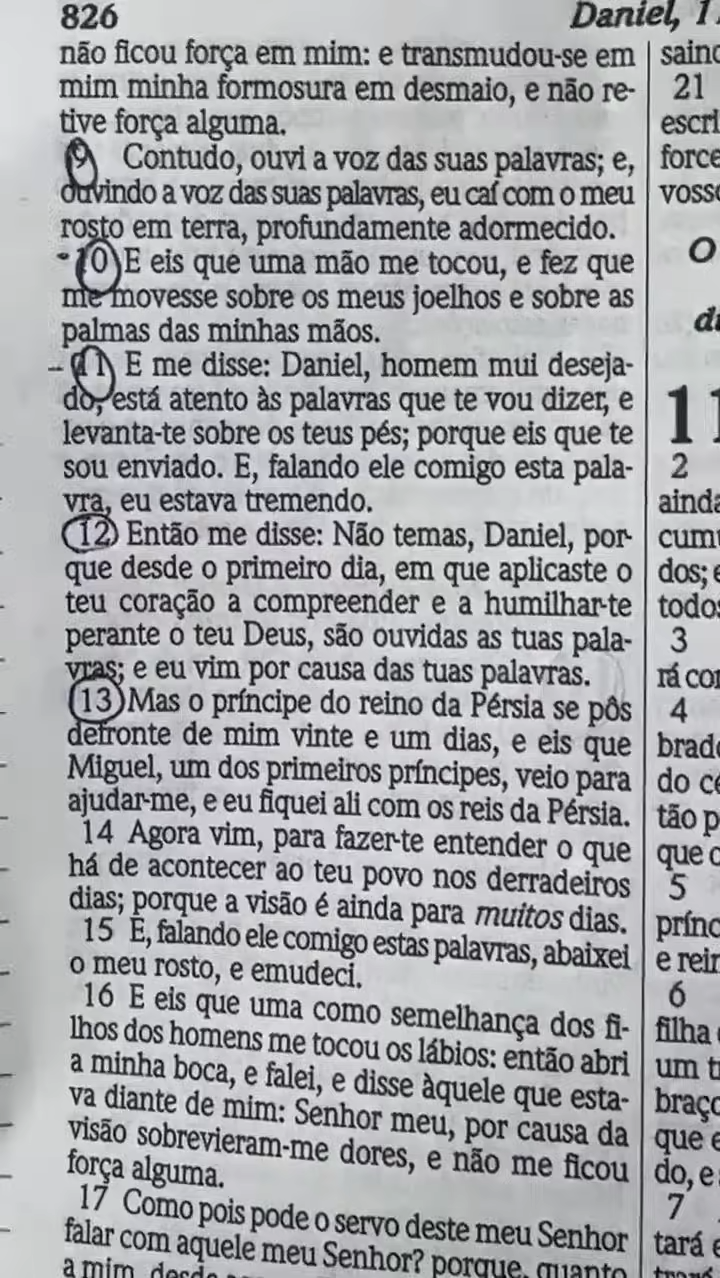 826
Daniel, 1
não ficou força em mim: e transmudou-se em
mim minha formosura em desmaio, e não re-
tive força alguma.
9 Contudo, ouvi a voz das suas palavras; e,
ouvindo a voz das suas palavras, eu caí com o meu
rosto em terra, profundamente adormecido.
10 E eis que uma mão me tocou, e fez que
me movesse sobre os meus joelhos e sobre as
palmas das minhas mãos.
11 E me disse: Daniel, homem mui deseja-
do, está atento às palavras que te vou dizer, e
levanta-te sobre os teus pés; porque eis que te
sou enviado. E, falando ele comigo esta pala-
vra, eu estava tremendo.
12 Então me disse: Não temas, Daniel, por-
que desde o primeiro dia, em que aplicaste o
teu coração a compreender e a humilhar-te
perante o teu Deus, são ouvidas as tuas pala-
vras; e eu vim por causa das tuas palavras.
13 Mas o príncipe do reino da Pérsia se pôs
defronte de mim vinte e um dias, e eis que
Miguel, um dos primeiros príncipes, veio para
ajudar-me, e eu fiquei ali com os reis da Pérsia.
14 Agora vim, para fazer-te entender o que
há de acontecer ao teu povo nos derradeiros
dias; porque a visão é ainda para muitos dias.
15 E, falando ele comigo estas palavras, abaixei
o meu rosto, e emudeci.
16 E eis que uma como semelhança dos fi-
lhos dos homens me tocou os lábios: então abri
a minha boca, e falei, e disse àquele que esta-
va diante de mim: Senhor meu, por causa da
visão sobrevieram-me dores, e não me ficou
força alguma.
17 Como pois pode o servo deste meu Senhor
falar com aquele meu Senhor? porque, quanto
a mim, desde
21
O
11
2
ainda
dos; e
3
rá
4
do
tão
que
5
e
6
filha
um
que e
do, e
7
tará